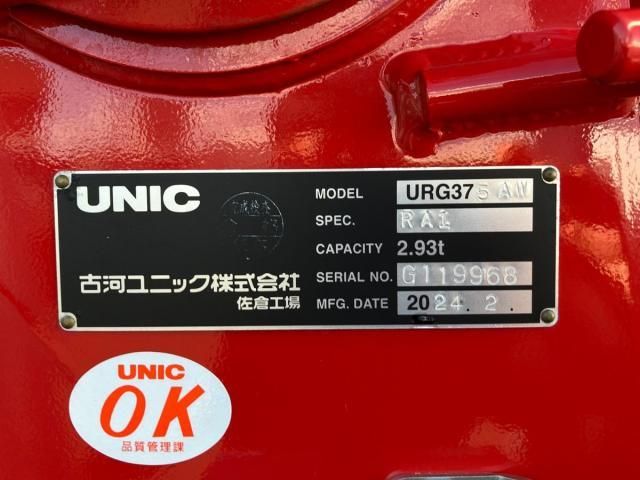 UNIC
MODEL URG375AW
SPEC. RA1
CAPACITY 2.93t
SERIAL NO. G119968
MFG. DATE 2024.2.
古河ユニック株式会社
佐倉工場
UNIC
OK
品質管理課